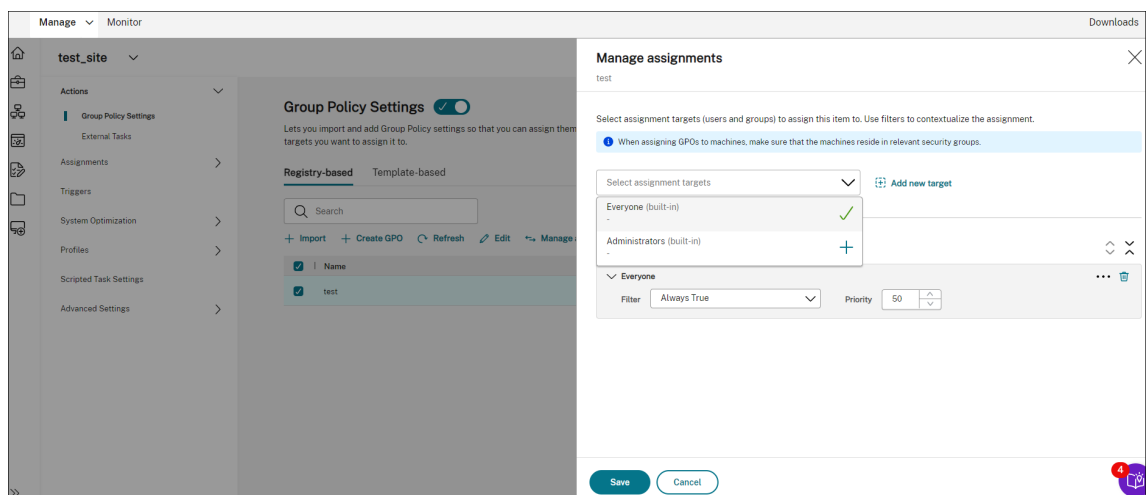 Manage Monitor Downloads
test_site
Actions
Group Policy Settings
External Tasks
Assignments
Triggers
System Optimization
Profiles
Scripted Task Settings
Advanced Settings
Group Policy Settings
Lets you import and add Group Policy settings so that you can assign them
targets you want to assign it to.
Registry-based Template-based
Search
Import Create GPO Refresh Edit Manage
Name
test
Manage assignments
test
Select assignment targets (users and groups) to assign this item to. Use filters to contextualize the assignment.
When assigning GPOs to machines, make sure that the machines reside in relevant security groups.
Select assignment targets Add new target
Everyone (built-in)
-
Administrators (built-in)
-
Everyone
Filter Always True Priority 50
Save Cancel
4